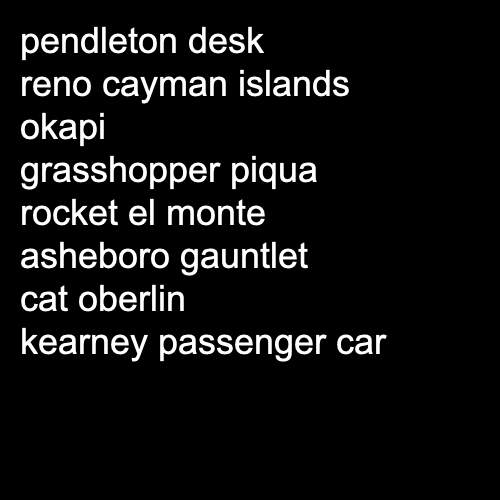 pendleton desk
reno cayman islands
okapi
grasshopper piqua
rocket el monte
asheboro gauntlet
cat oberlin
kearney passenger car